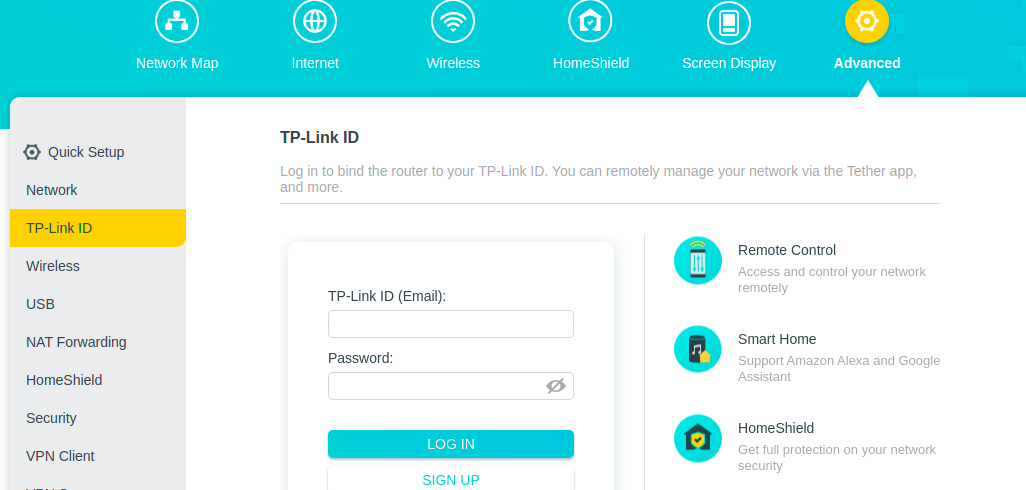 Network Map
Internet
Wireless
HomeShield
Screen Display
Advanced
Quick Setup
Network
TP-Link ID
Wireless
USB
NAT Forwarding
HomeShield
Security
VPN Client
TP-Link ID
Log in to bind the router to your TP-Link ID. You can remotely manage your network via the Tether app,
and more.
TP-Link ID (Email):
Password:
LOG IN
SIGN UP
Remote Control
Access and control your network
remotely
Smart Home
Support Amazon Alexa and Google
Assistant
HomeShield
Get full protection on your network
security